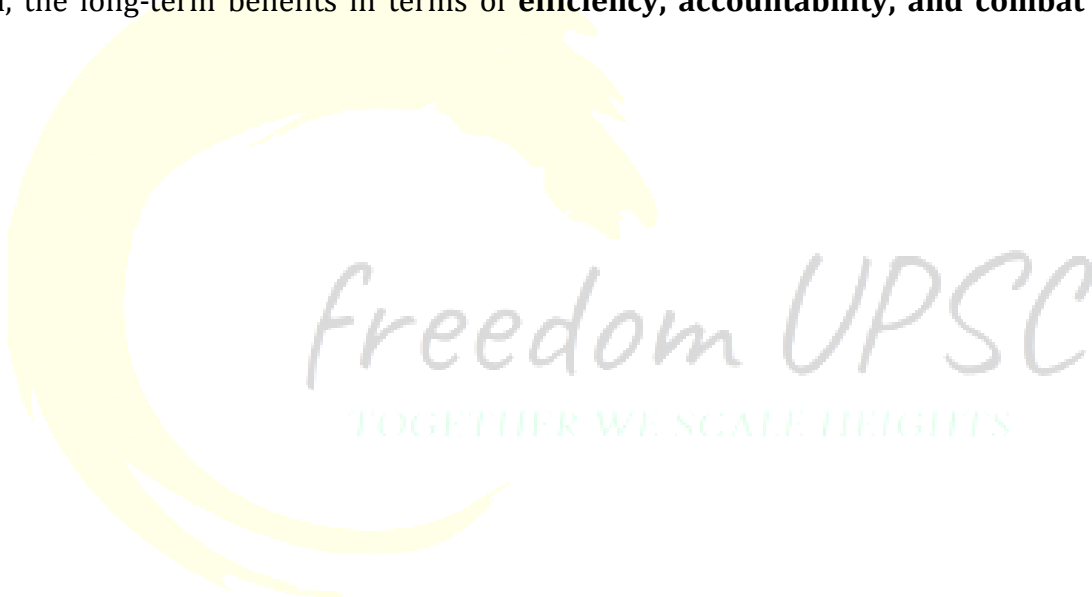 , the long-term benefits in terms of efficiency, accountability, and combat
freedom UPSC
TOGETHER WE SCALE HEIGHTS